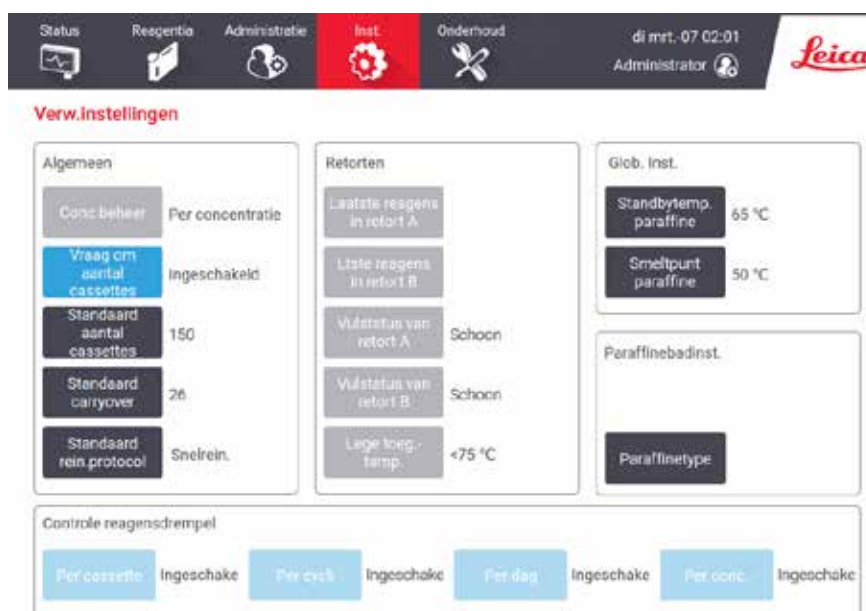 Status Reagentia Administratie Inst. Onderhoud
di mrt.-07 02:01
Administrator
Leica
Verw.instellingen
Algemeen
Conc beheer Per concentratie
Vraag om
aantal
cassettes
Ingeschakeld
Standaard
aantal
cassettes
150
Standaard
carryover
26
Standaard
rein.protocol
Snelrein.
Retorten
Laatste reagens
in retort A
Ltste reagens
in retort B
Vulstatus van
retort A
Schoon
Vulstatus van
retort B
Schoon
Lege toeg.-
temp.
<75 °C
Glob. Inst.
Standbytemp.
paraffine
65 °C
Smeltpunt
paraffine
50 °C
Paraffinebadinst.
Paraffinetype
Controle reagensdrempel
Per cassette Ingeschake Per cycli Ingeschake Per dag Ingeschake Per conc. Ingeschake